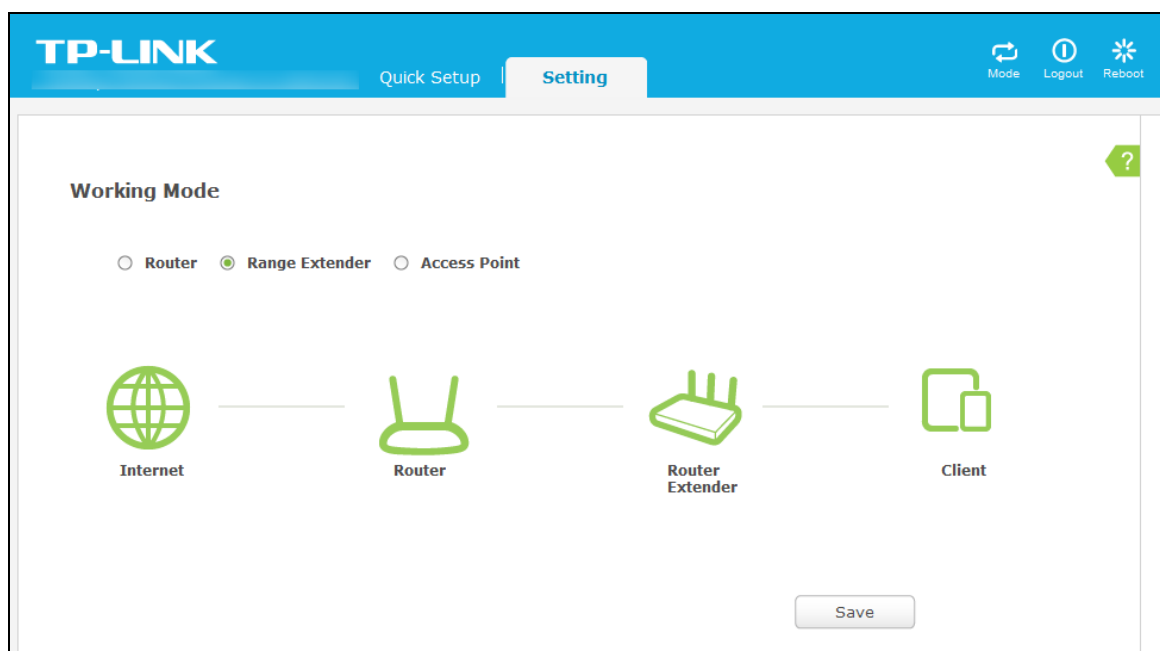 TP-LINK
Quick Setup | Setting
Mode Logout Reboot
?
Working Mode
Router Range Extender Access Point
Internet Router Router Extender Client
Save